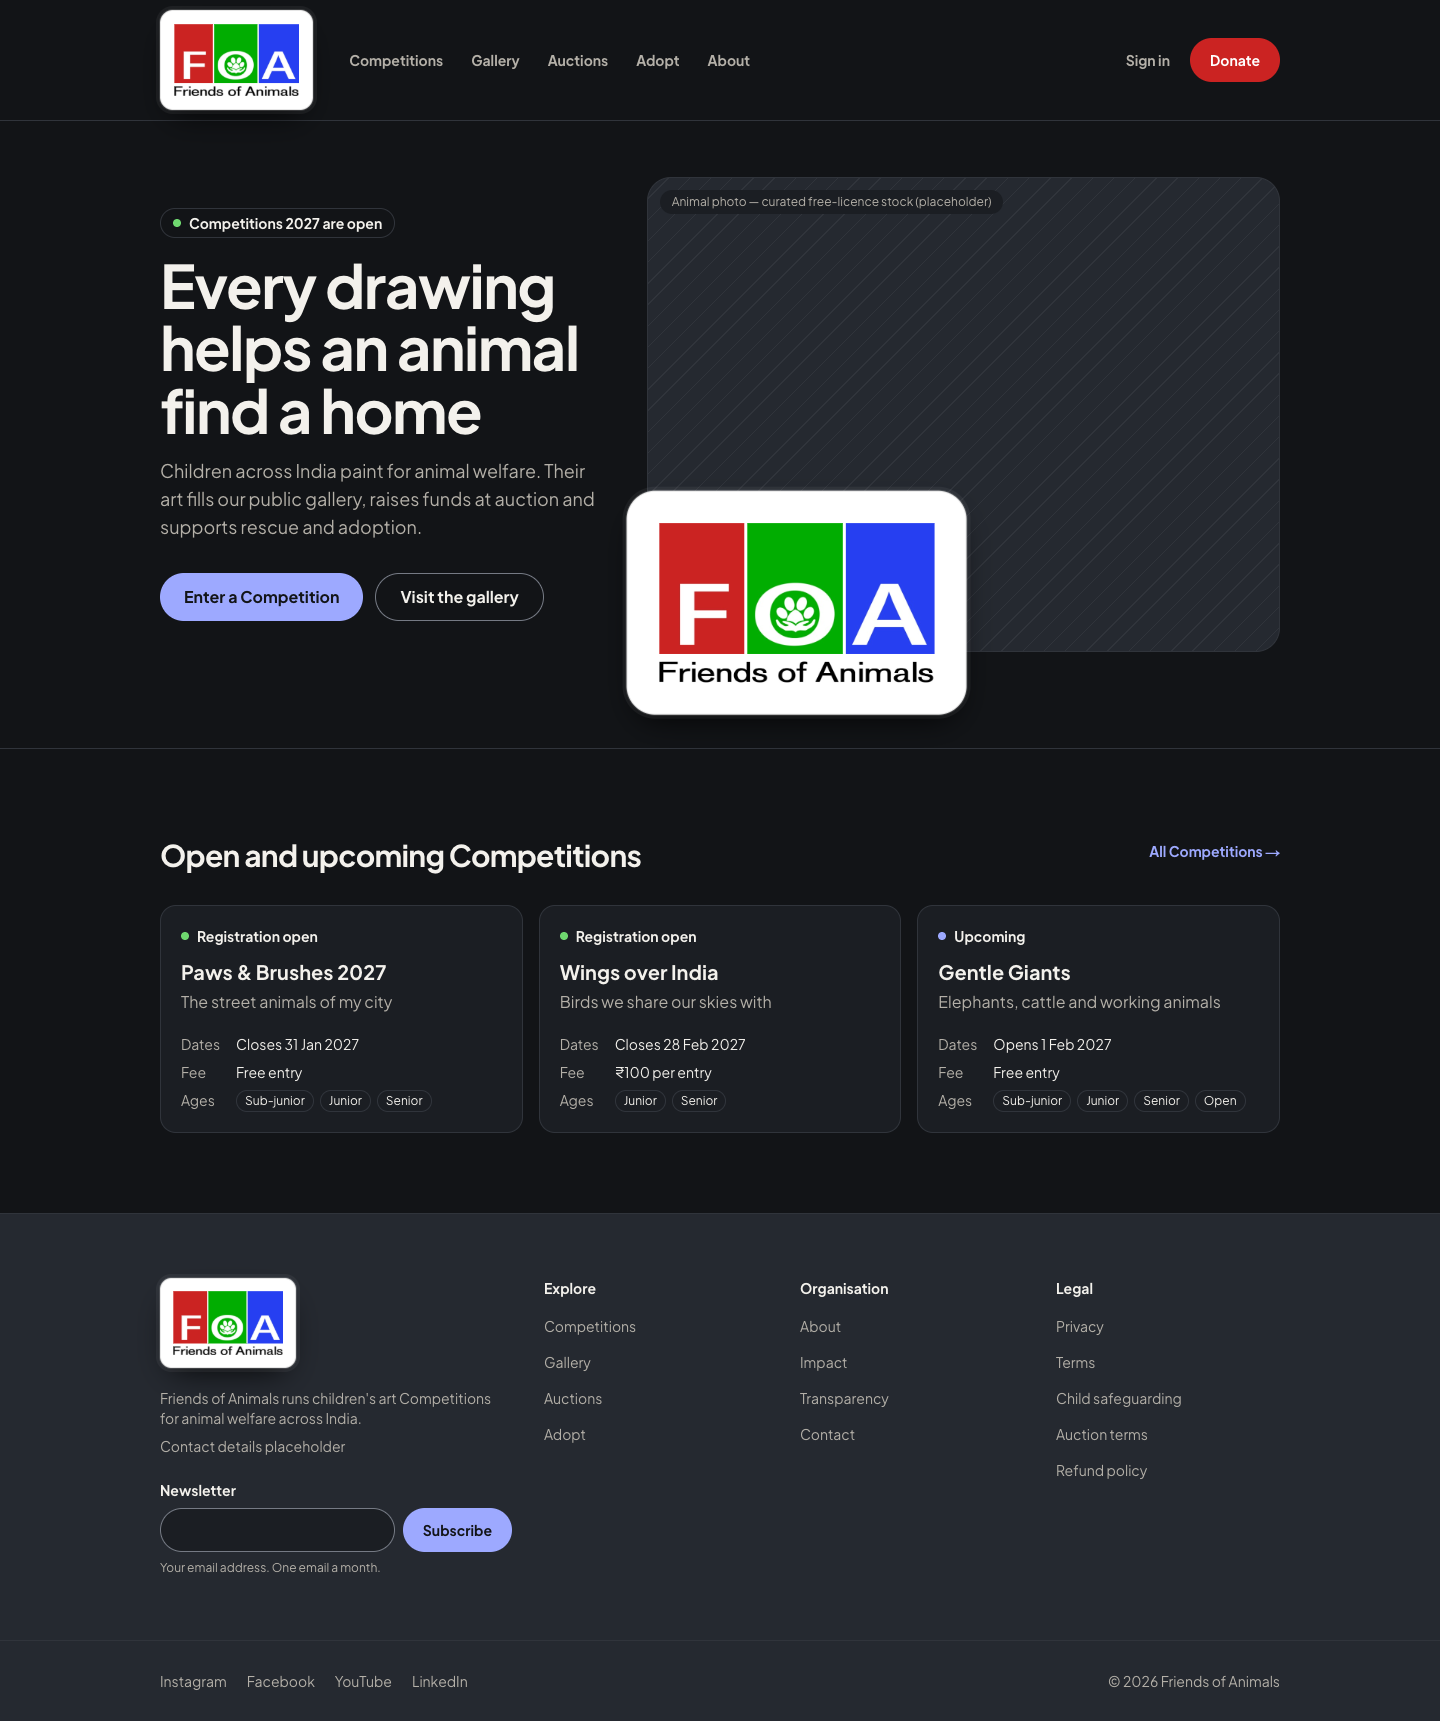 FOA
Friends of Animals
Competitions
Gallery
Auctions
Adopt
About
Sign in
Donate
Competitions 2027 are open
Every drawing
helps an animal
find a home
Children across India paint for animal welfare. Their
art fills our public gallery, raises funds at auction and
supports rescue and adoption.
Enter a Competition
Visit the gallery
Animal photo — curated free-licence stock (placeholder)
FOA
Friends of Animals
Open and upcoming Competitions
All Competitions →
Registration open
Paws & Brushes 2027
The street animals of my city
Dates Closes 31 Jan 2027
Fee Free entry
Ages Sub-junior Junior Senior
Registration open
Wings over India
Birds we share our skies with
Dates Closes 28 Feb 2027
Fee ₹100 per entry
Ages Junior Senior
Upcoming
Gentle Giants
Elephants, cattle and working animals
Dates Opens 1 Feb 2027
Fee Free entry
Ages Sub-junior Junior Senior Open
FOA
Friends of Animals
Friends of Animals runs children's art Competitions
for animal welfare across India.
Contact details placeholder
Newsletter
Subscribe
Your email address. One email a month.
Explore
Competitions
Gallery
Auctions
Adopt
Organisation
About
Impact
Transparency
Contact
Legal
Privacy
Terms
Child safeguarding
Auction terms
Refund policy
Instagram
Facebook
YouTube
LinkedIn
© 2026 Friends of Animals